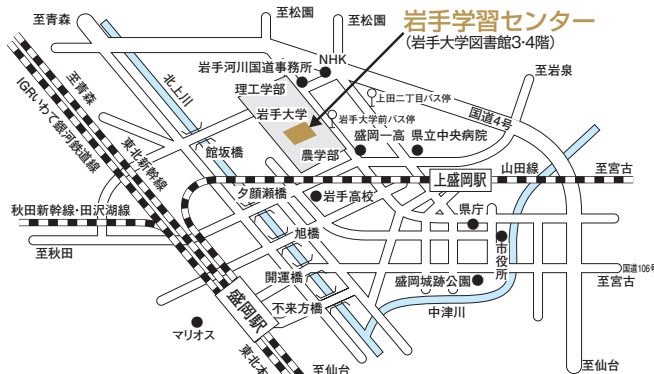 至青森
至松園
至松園
岩手学習センター
(岩手大学図書館3・4階)
NHK
岩手河川国道事務所
理工学部
至岩泉
至青森
北上川
上田二丁目バス停
国道4号
岩手大学
岩手大学前バス停
IGRいわて銀河鉄道線
東北新幹線
館坂橋
農学部
盛岡一高
県立中央病院
上盛岡駅
山田線
至宮古
夕顔瀬橋
岩手高校
秋田新幹線・田沢湖線
旭橋
県庁
至秋田
市役所
開運橋
盛岡城跡公園
国道106号
至宮古
盛岡駅
不来方橋
中津川
マリオス
東北本
至仙台
至仙台